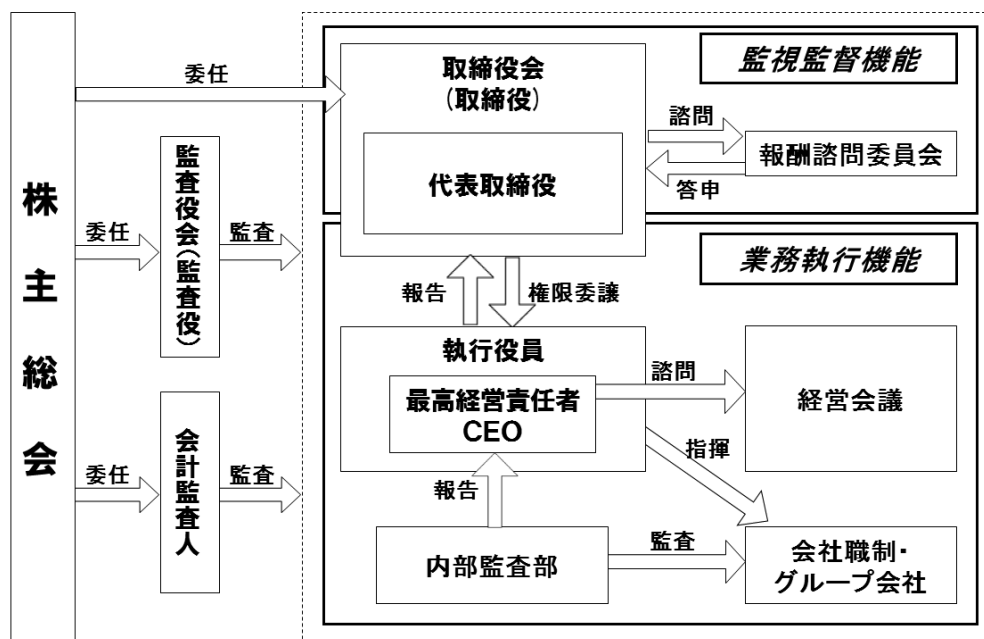 株主総会
委任
監査役会(監査役)
委任
監査
会計監査人
委任
監査
監視監督機能
取締役会
(取締役)
代表取締役
諮問
答申
報酬諮問委員会
業務執行機能
報告
権限委譲
執行役員
最高経営責任者
CEO
諮問
経営会議
指揮
報告
内部監査部
監査
会社職制・
グループ会社